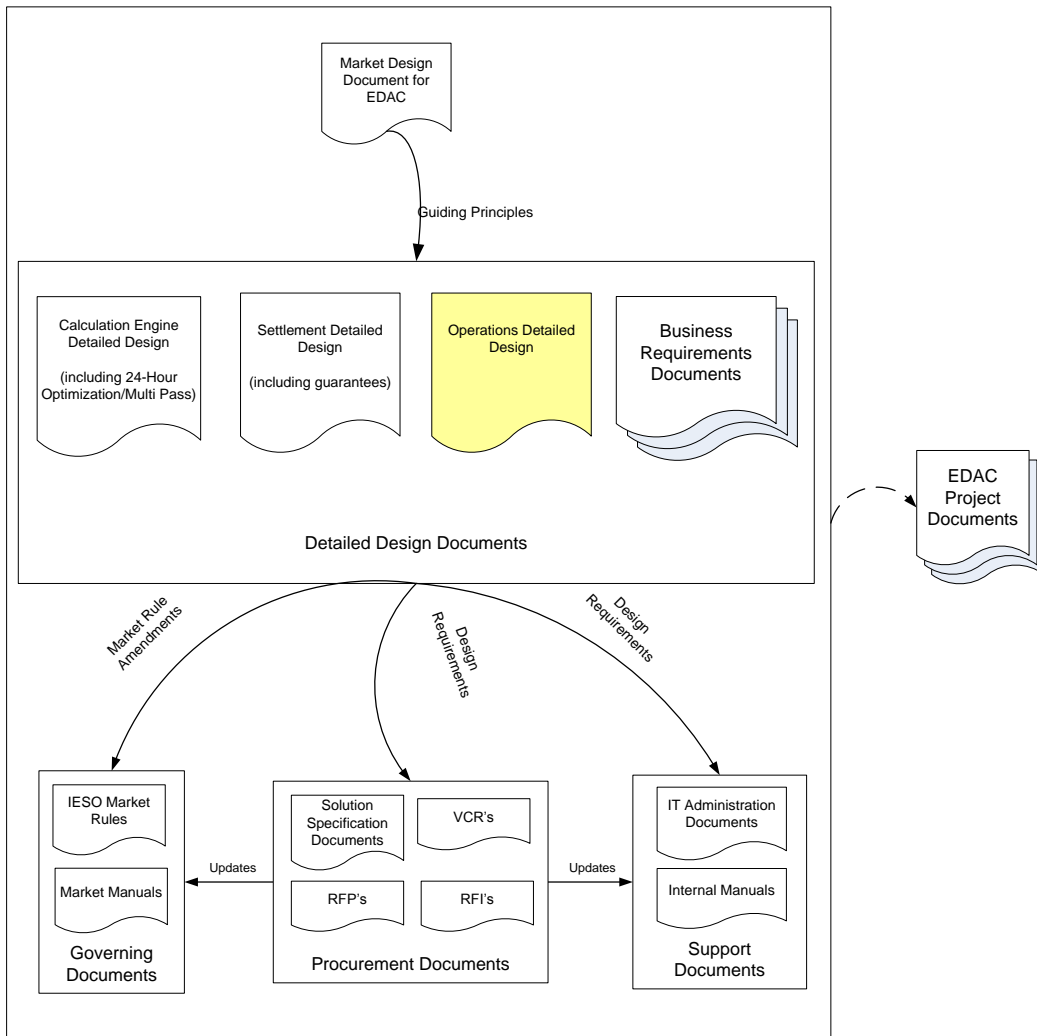 Market Design
Document for
EDAC
Guiding Principles
Calculation Engine
Detailed Design
(including 24-Hour
Optimization/Multi Pass)
Settlement Detailed
Design
(including guarantees)
Operations Detailed
Design
Business
Requirements
Documents
Detailed Design Documents
EDAC
Project
Documents
Market Rule
Amendments
Design
Requirements
Design
Requirements
IESO Market
Rules
Market Manuals
Governing
Documents
Updates
Solution
Specification
Documents
VCR's
RFP's
RFI's
Procurement Documents
Updates
IT Administration
Documents
Internal Manuals
Support
Documents